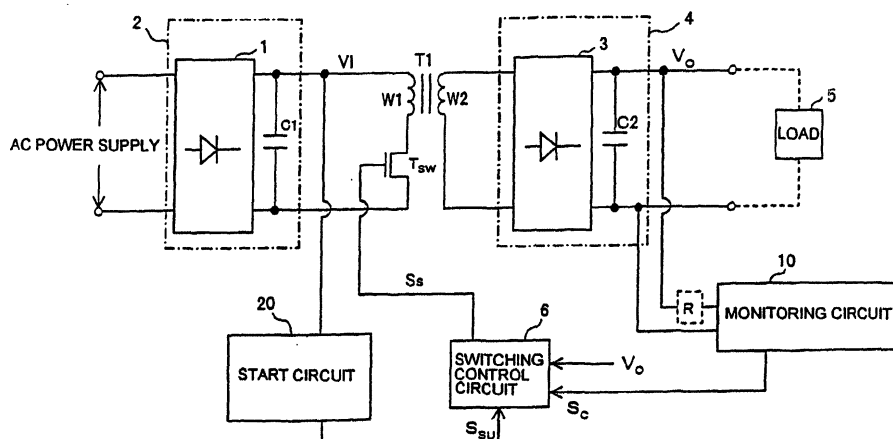 2
1
VI
T1
W1
W2
C1
Tsw
AC POWER SUPPLY
3
4
Vo
C2
5
LOAD
Ss
20
START CIRCUIT
6
SWITCHING
CONTROL
CIRCUIT
Vo
Sc
SSU
R
10
MONITORING CIRCUIT